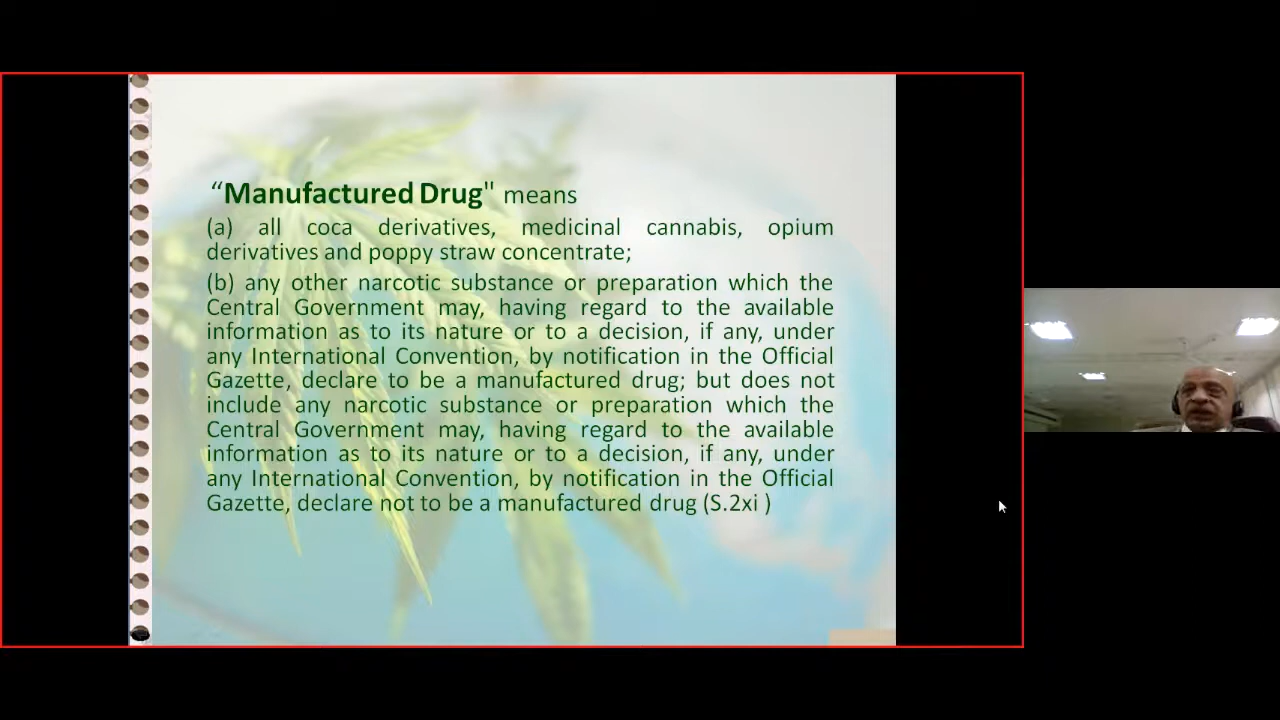 “Manufactured Drug" means
(a) all coca derivatives, medicinal cannabis, opium
derivatives and poppy straw concentrate;
(b) any other narcotic substance or preparation which the
Central Government may, having regard to the available
information as to its nature or to a decision, if any, under
any International Convention, by notification in the Official
Gazette, declare to be a manufactured drug; but does not
include any narcotic substance or preparation which the
Central Government may, having regard to the available
information as to its nature or to a decision, if any, under
any International Convention, by notification in the Official
Gazette, declare not to be a manufactured drug (S.2xi )